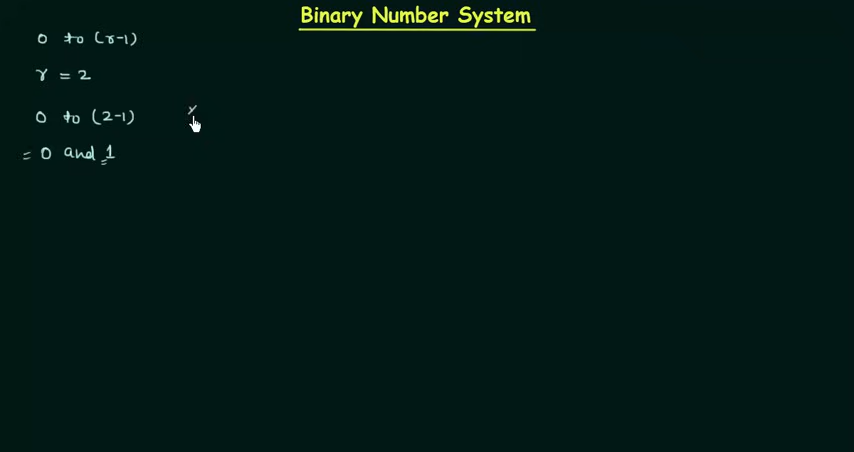 Binary Number System
0 to (r-1)
r = 2
0 to (2-1)
= 0 and 1